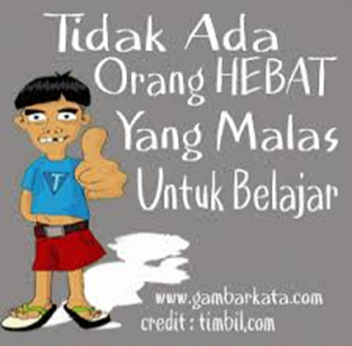 Tidak Ada
Orang HEBAT
Yang Malas
Untuk Belajar
T
www.gambarkata.com
credit : timbil,com